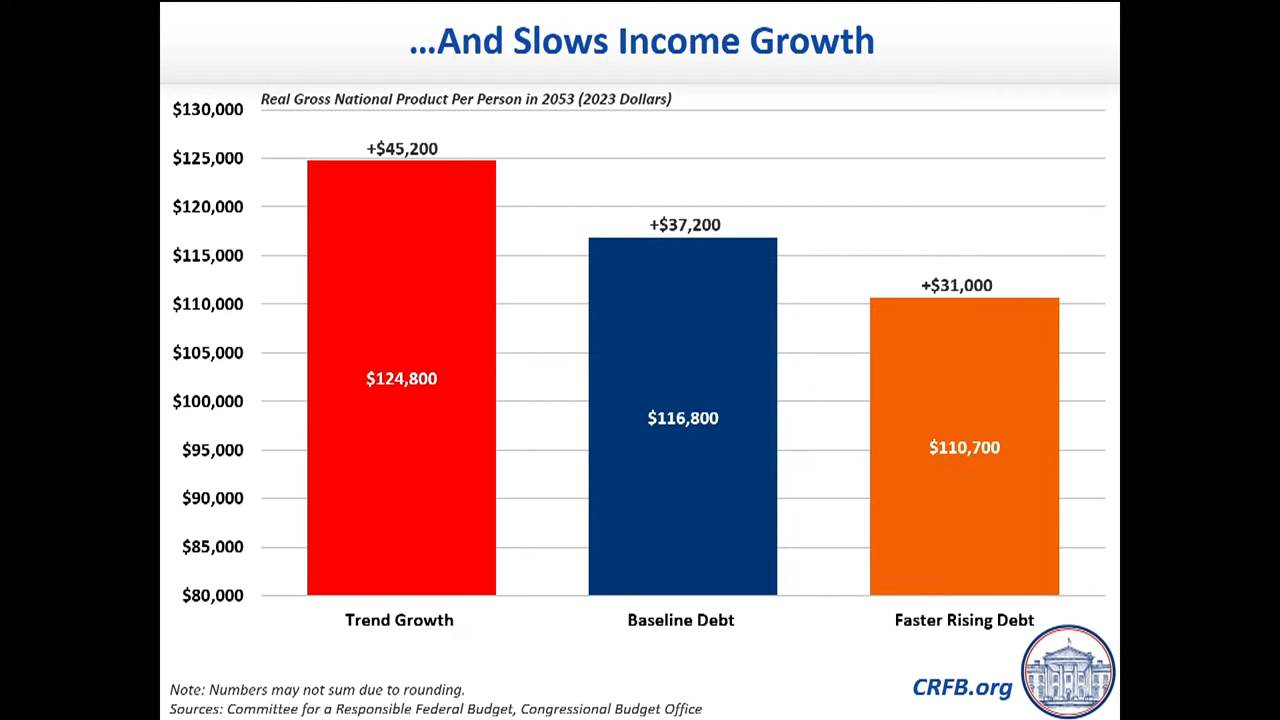 ...And Slows Income Growth
Real Gross National Product Per Person in 2053 (2023 Dollars)
$130,000
$125,000
$120,000
$115,000
$110,000
$105,000
$100,000
$95,000
$90,000
$85,000
$80,000
+$45,200
$124,800
+$37,200
$116,800
+$31,000
$110,700
Trend Growth
Baseline Debt
Faster Rising Debt
Note: Numbers may not sum due to rounding.
Sources: Committee for a Responsible Federal Budget, Congressional Budget Office
CRFB.org